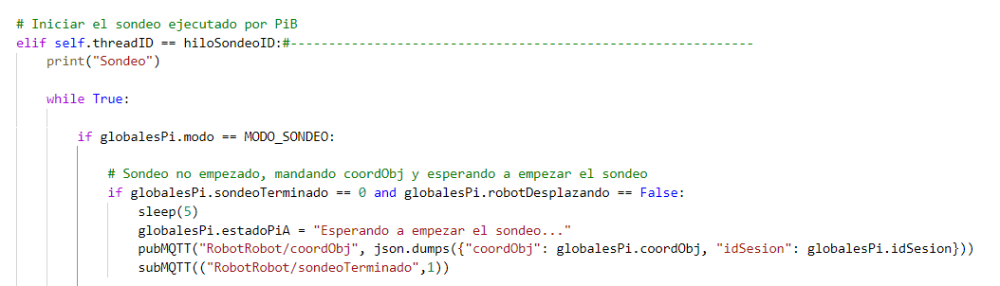 # Iniciar el sondeo ejecutado por PiB
elif self.threadID == hiloSondeoID:#-------------------------------------------------------------
print("Sondeo")
while True:
if globalesPi.modo == MODO_SONDEO:
# Sondeo no empezado, mandando coordObj y esperando a empezar el sondeo
if globalesPi.sondeoTerminado == 0 and globalesPi.robotDesplazando == False:
sleep(5)
globalesPi.estadoPiA = "Esperando a empezar el sondeo..."
pubMQTT("RobotRobot/coordObj", json.dumps({"coordObj": globalesPi.coordObj, "idSesion": globalesPi.idSesion}))
subMQTT(("RobotRobot/sondeoTerminado",1))